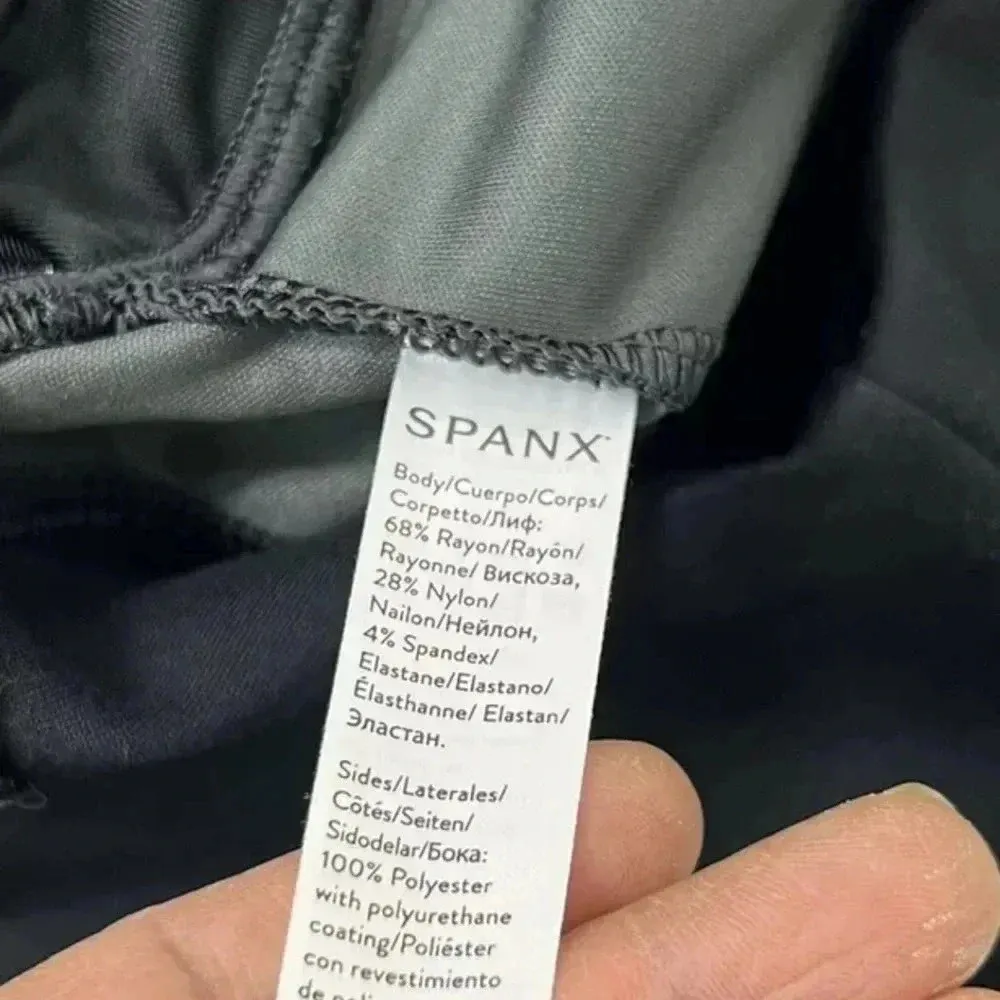 SPANX
Body/Cuerpo/Corps/
Corpetto/Лиф:
68% Rayon/Rayón/
Rayonne/ Вискоза,
28% Nylon/
Nailon/Нейлон,
4% Spandex/
Elastane/Elastano/
Élasthanne/ Elastan/
Эластан.
Sides/Laterales/
Côtés/Seiten/
Sidodelar/Бока:
100% Polyester
with polyurethane
coating/Poliéster
con revestimiento
de